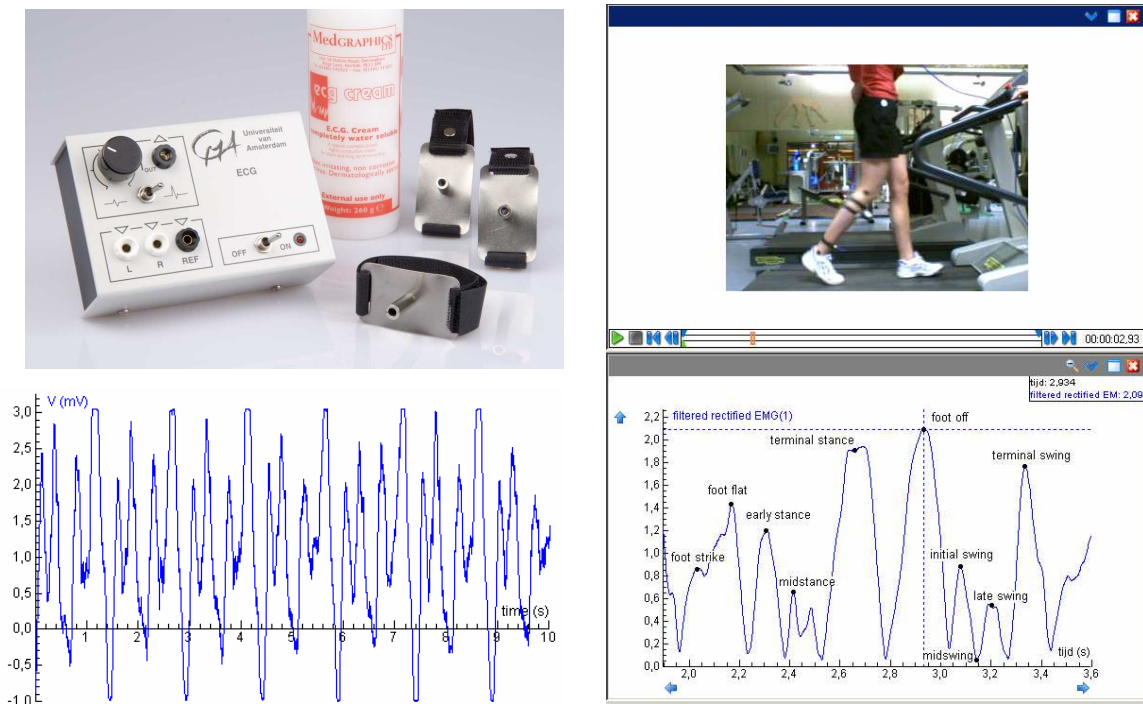 MEDGRAPHICS
ecg cream
E.C.G. Cream
completely water soluble
External use only
Weight: 260 g
Universiteit
van
Amsterdam
ECG
OUT
L
R
REF
OFF
ON
V (mV)
3,0
2,5
2,0
1,5
1,0
0,5
0,0
-0,5
-1,0
time (s)
1 2 3 4 5 6 7 8 9 10
00:00:02,93
tijd: 2,934
filtered rectified EM: 2,09
filtered rectified EMG(1)
2,2
2,0
1,8
1,6
1,4
1,2
1,0
0,8
0,6
0,4
0,2
0,0
foot off
terminal stance
terminal swing
foot flat
early stance
foot strike
initial swing
midstance
late swing
midswing
tijd (s)
2,0 2,2 2,4 2,6 2,8 3,0 3,2 3,4 3,6